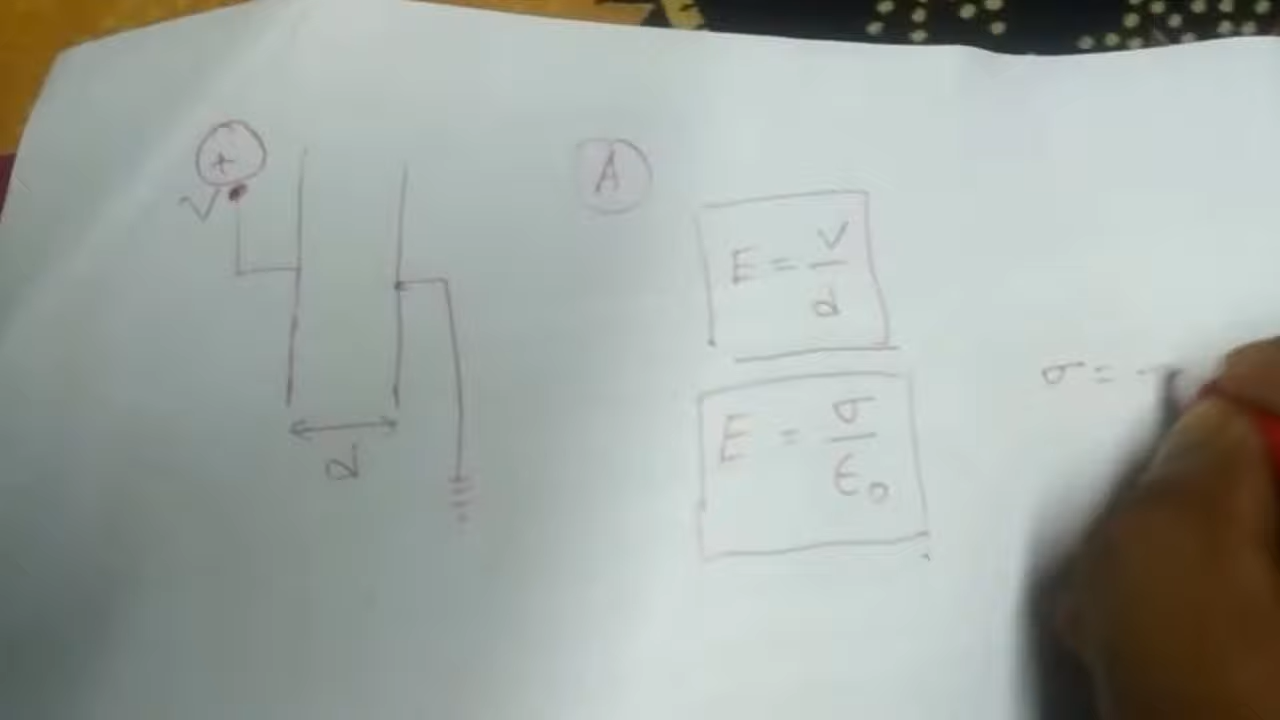 +
V
d
A
E = V/d
E = σ/ε₀
σ =